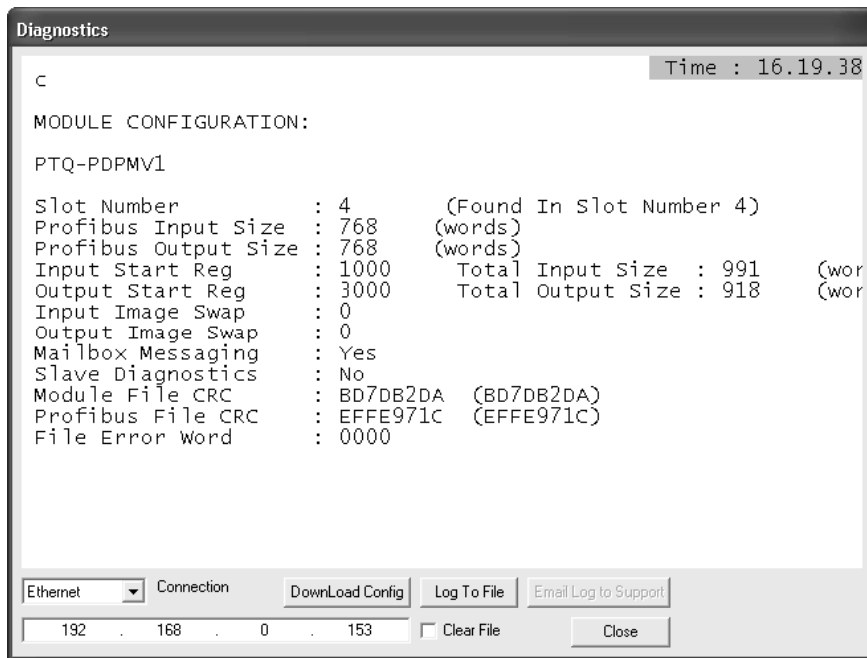 Diagnostics
Time : 16.19.38
C
MODULE CONFIGURATION:
PTQ-PDPMV1
Slot Number : 4 (Found In Slot Number 4)
Profibus Input Size : 768 (words)
Profibus Output Size : 768 (words)
Input Start Reg : 1000 Total Input Size : 991 (wor
Output Start Reg : 3000 Total Output Size : 918 (wor
Input Image Swap : 0
Output Image Swap : 0
Mailbox Messaging : Yes
Slave Diagnostics : No
Module File CRC : BD7DB2DA (BD7DB2DA)
Profibus File CRC : EFFE971C (EFFE971C)
File Error Word : 0000
Ethernet Connection DownLoad Config Log To File Email Log to Support
192 . 168 . 0 . 153 Clear File Close